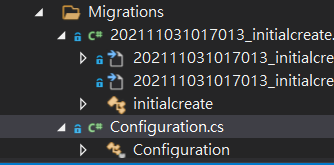 Migrations
C# 202111031017013_initialcreate.
202111031017013_initialcre
202111031017013_initialcre
initialcreate
C# Configuration.cs
Configuration